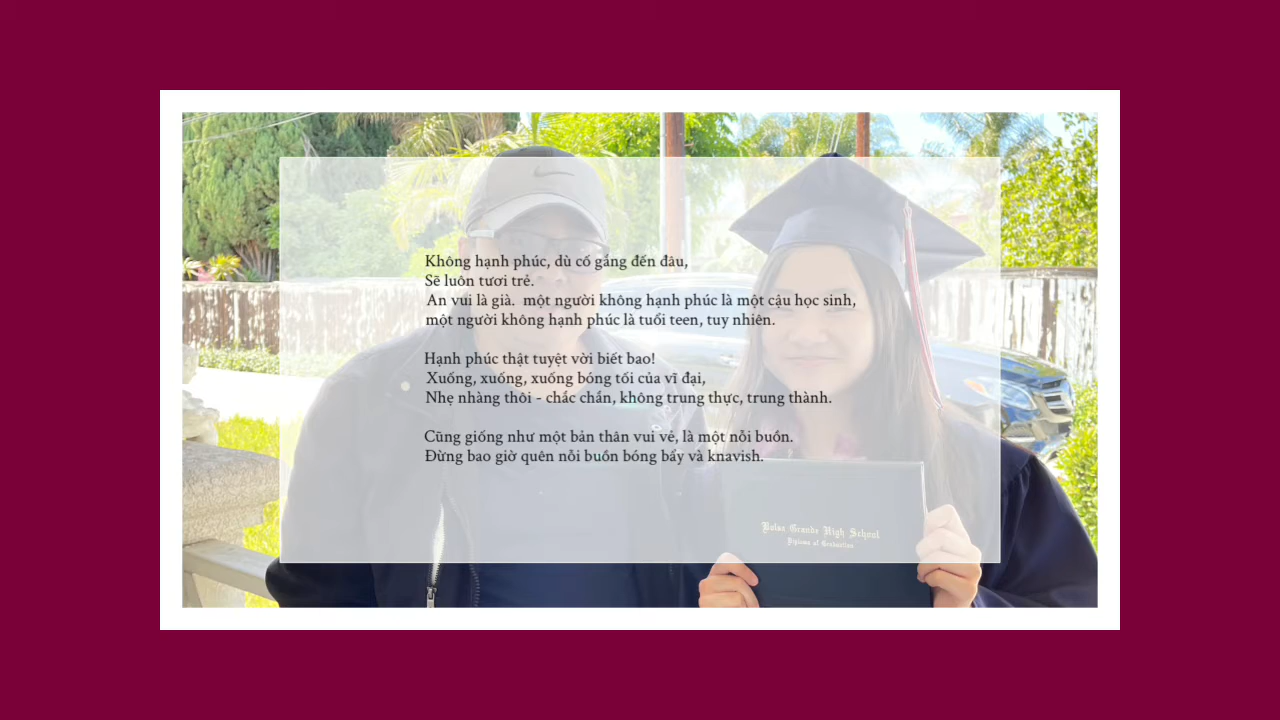 Không hạnh phúc, dù cố gắng đến đâu,
Sẽ luôn tươi trẻ.
An vui là già.  một người không hạnh phúc là một cậu học sinh,
một người không hạnh phúc là tuổi teen, tuy nhiên.
Hạnh phúc thật tuyệt vời biết bao!
Xuống, xuống, xuống bóng tối của vĩ đại,
Nhẹ nhàng thôi - chắc chắn, không trung thực, trung thành.
Cũng giống như một bản thân vui vẻ, là một nỗi buồn.
Đừng bao giờ quên nỗi buồn bóng bẩy và knavish.
Bolsa Grande High School
Diploma of Graduation